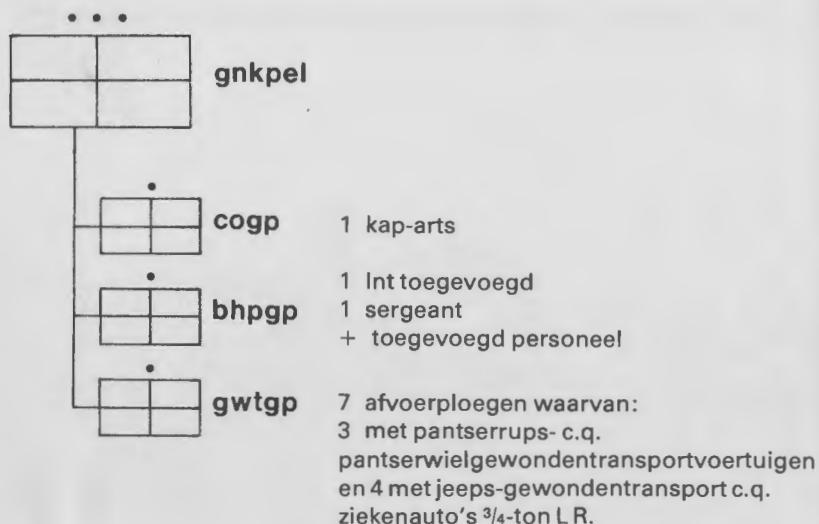 gnkpel
cogp
1 kap-arts
bhpgp
1 Int toegevoegd
1 sergeant
+ toegevoegd personeel
gwtgp
7 afvoerploegen waarvan:
3 met pantserrups- c.q.
pantserwielgewondentransportvoertuigen
en 4 met jeeps-gewondentransport c.q.
ziekenauto's 3/4-ton LR.